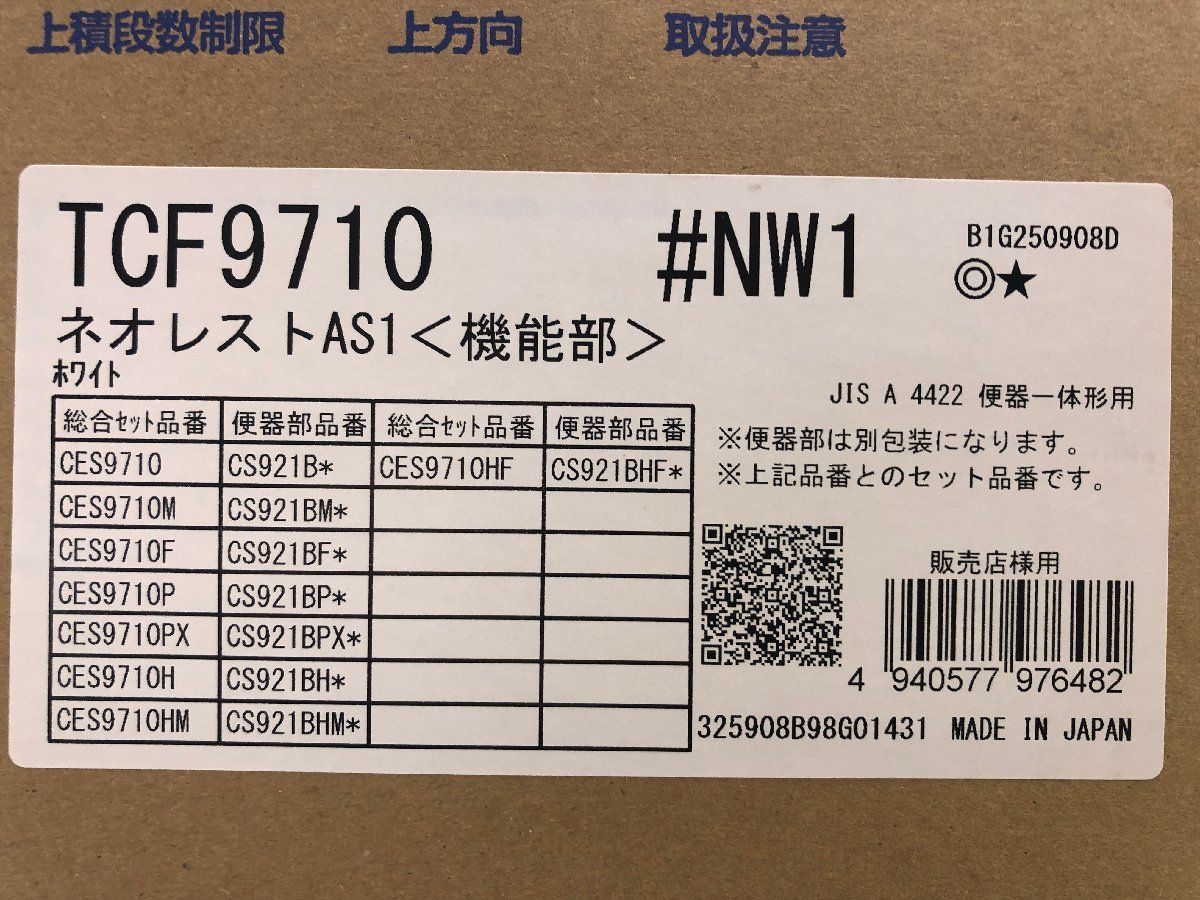 上積段数制限 上方向 取扱注意
TCF9710 #NW1 B1G250908D
◎★
ネオレストAS1＜機能部＞
ホワイト
JIS A 4422 便器一体形用
※便器部は別包装になります。
※上記品番とのセット品番です。
総合セット品番 便器部品番 総合セット品番 便器部品番
CES9710 CS921B* CES9710HF CS921BHF*
CES9710M CS921BM*
CES9710F CS921BF*
CES9710P CS921BP*
CES9710PX CS921BPX*
CES9710H CS921BH*
CES9710HM CS921BHM*
販売店様用
4 940577 976482
325908B98G01431 MADE IN JAPAN